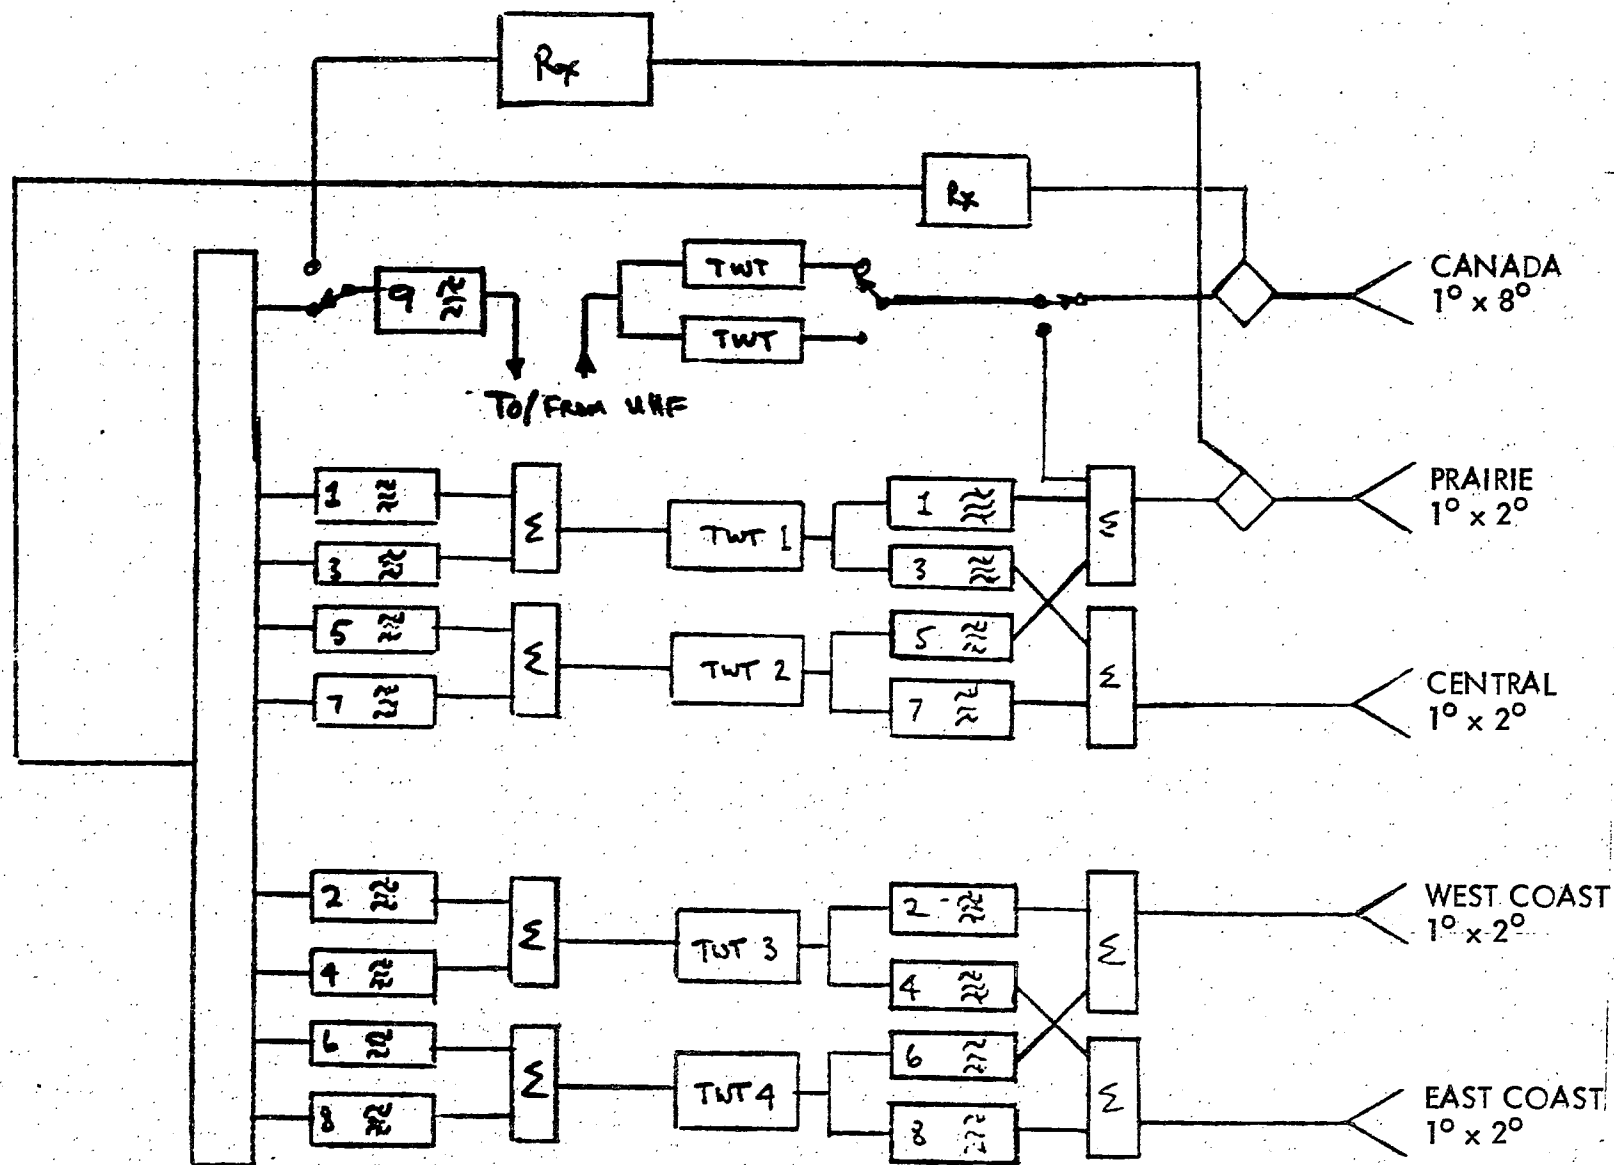 Rx
Rx
CANADA
1° x 8°
9
TWT
TWT
TO/FROM UHF
PRAIRIE
1° x 2°
1
3
Σ
TWT 1
1
3
Σ
5
7
Σ
TWT 2
5
7
Σ
CENTRAL
1° x 2°
2
4
Σ
TWT 3
2
4
Σ
WEST COAST
1° x 2°
6
8
Σ
TWT 4
6
8
Σ
EAST COAST
1° x 2°